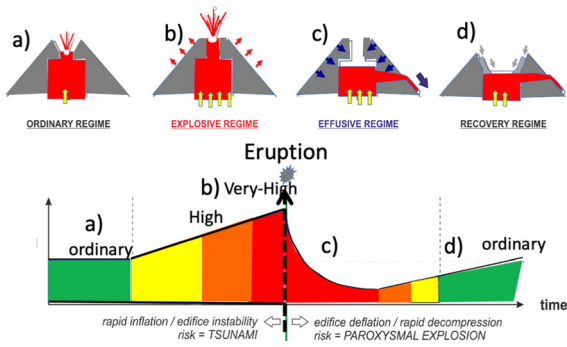 a)
b)
c)
d)
ORDINARY REGIME
EXPLOSIVE REGIME
EFFUSIVE REGIME
RECOVERY REGIME
Eruption
b) Very-High
a)
High
ordinary
c)
d)
ordinary
time
rapid inflation / edifice instability
risk = TSUNAMI
edifice deflation / rapid decompression
risk = PAROXYSMAL EXPLOSION